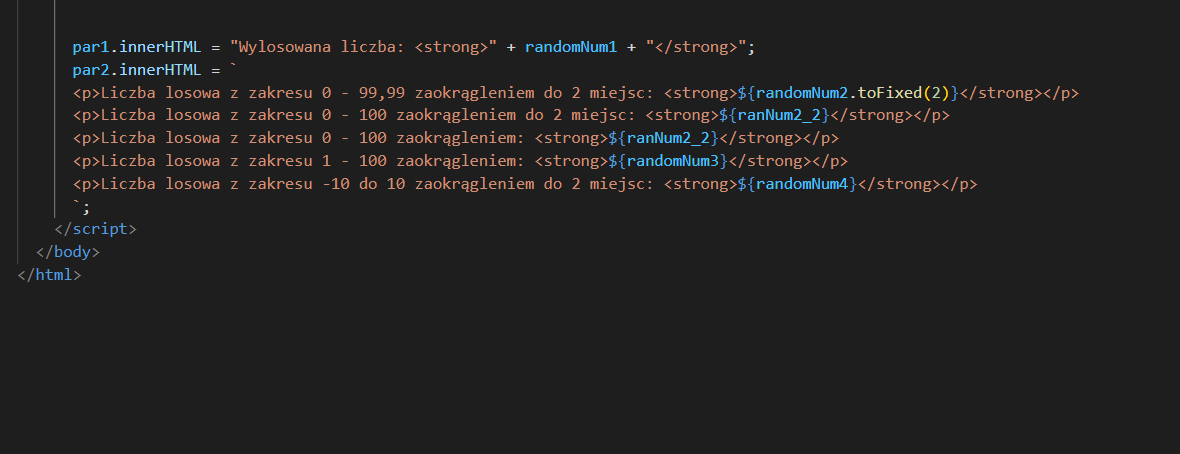 par1.innerHTML = "Wylosowana liczba: <strong>" + randomNum1 + "</strong>";
par2.innerHTML = `
<p>Liczba losowa z zakresu 0 - 99,99 zaokrągleniem do 2 miejsc: <strong>${randomNum2.toFixed(2)}</strong></p>
<p>Liczba losowa z zakresu 0 - 100 zaokrągleniem do 2 miejsc: <strong>${ranNum2_2}</strong></p>
<p>Liczba losowa z zakresu 0 - 100 zaokrągleniem: <strong>${ranNum2_2}</strong></p>
<p>Liczba losowa z zakresu 1 - 100 zaokrągleniem: <strong>${randomNum3}</strong></p>
<p>Liczba losowa z zakresu -10 do 10 zaokrągleniem do 2 miejsc: <strong>${randomNum4}</strong></p>
`;
</script>
</body>
</html>